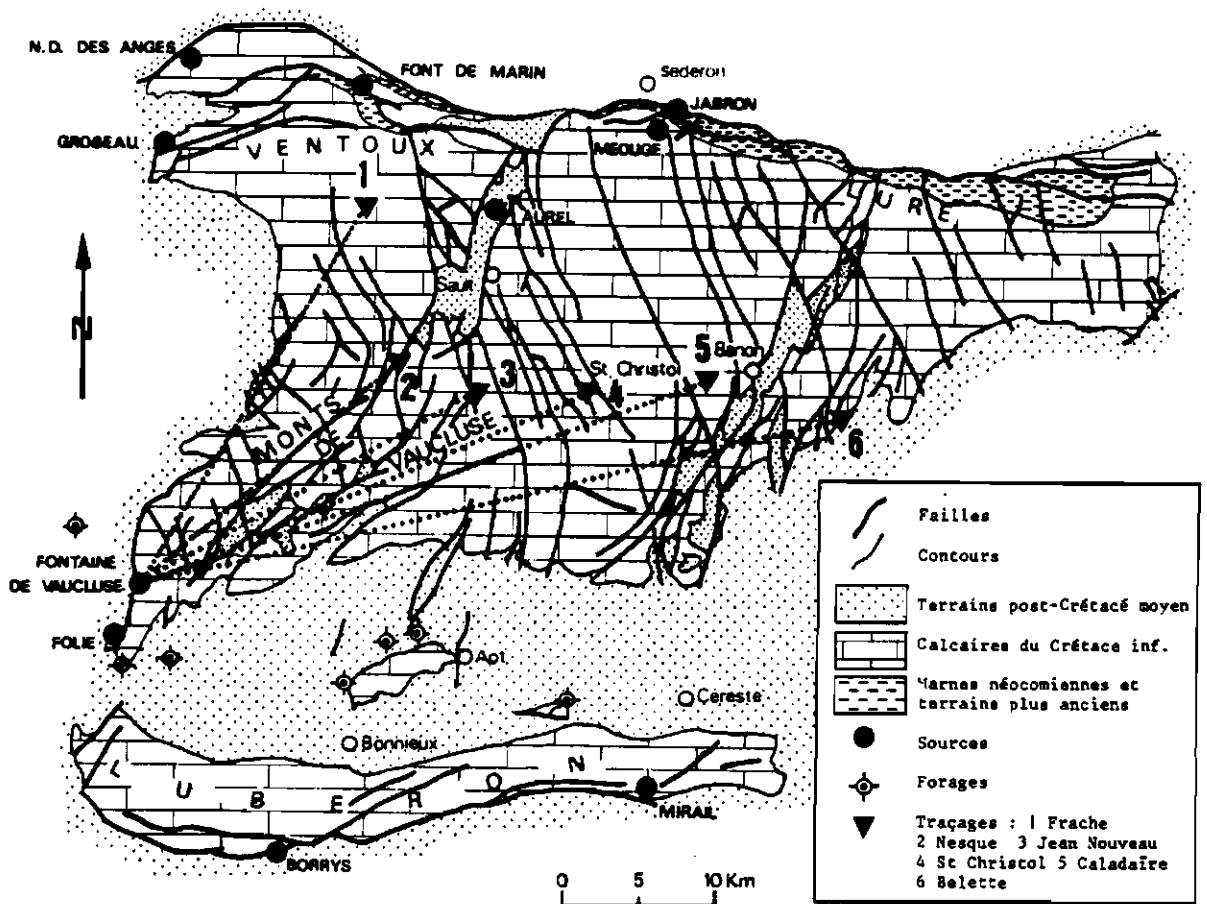 N.D. DES ANGES
FONT DE MARIN
Sederon
JABRON
GROSEAU
VENTOUX
MEOUGE
1
AUREL
LURE
Sault
N
2
3
St Christol
4
5
Banon
6
MONTS
DE
VAUCLUSE
FONTAINE
DE VAUCLUSE
FOLIE
Apt
Céreste
Bonnieux
LUBERON
MIRAIL
BORRYS
0 5 10 Km
Failles
Contours
Terrains post-Crétacé moyen
Calcaires du Crétace inf.
Marnes néocomiennes et
terrains plus anciens
Sources
Forages
Traçages : 1 Frache
2 Nesque 3 Jean Nouveau
4 St Christol 5 Caladaïre
6 Belette